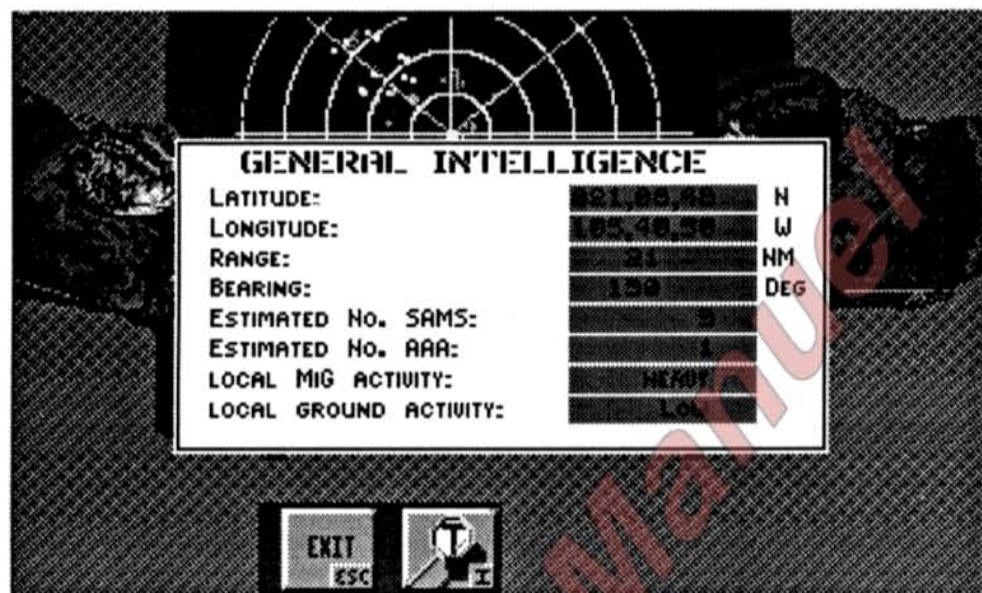 GENERAL INTELLIGENCE
LATITUDE: N
LONGITUDE: W
RANGE: 21 NM
BEARING: DEG
ESTIMATED No. SAMS:
ESTIMATED No. AAA: 1
LOCAL MIG ACTIVITY:
LOCAL GROUND ACTIVITY: LOW
EXIT
ESC
I
Manuel